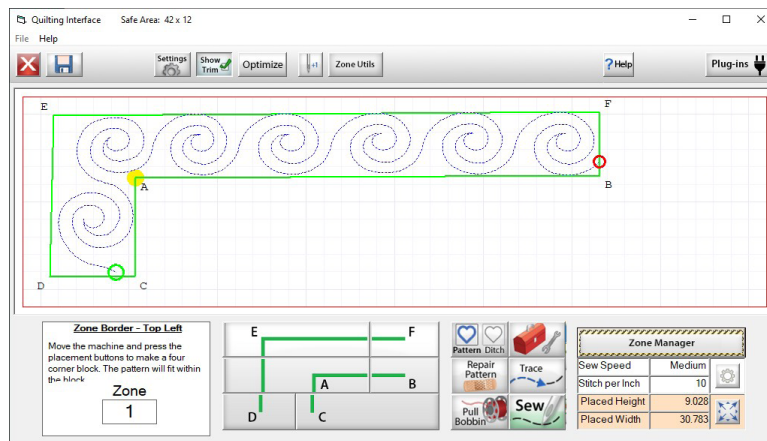 Quilting Interface Safe Area: 42 x 12
File Help
Settings Show Trim Optimize +1 Zone Utils ?Help Plug-ins
E F
A B
D C
Zone Border - Top Left
Move the machine and press the
placement buttons to make a four
corner block. The pattern will fit within
the block.
Zone
1
E F
A B
D C
Pattern Ditch
Repair Pattern Trace
Pull Bobbin Sew
Zone Manager
Sew Speed Medium
Stitch per Inch 10
Placed Height 9.028
Placed Width 30.783